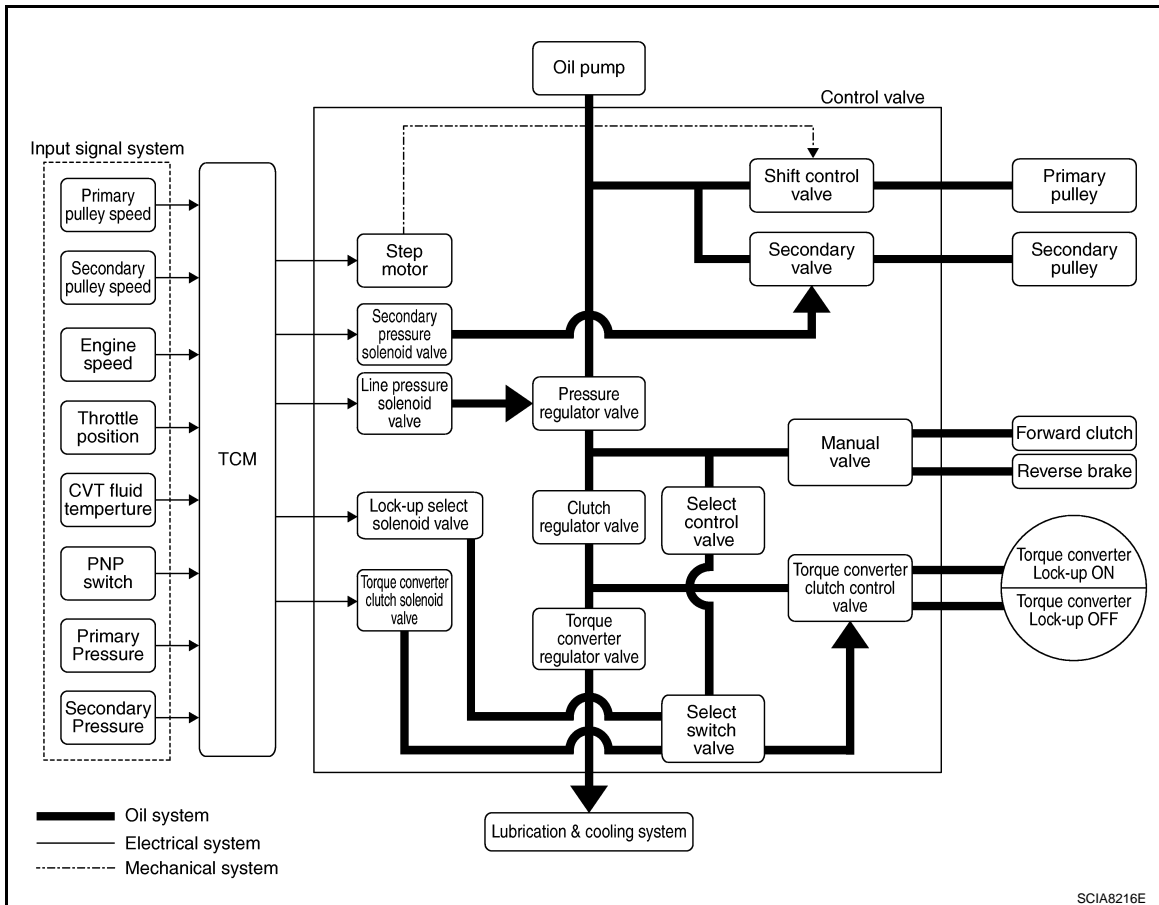 Oil pump
Control valve
Input signal system
Primary
pulley speed
Secondary
pulley speed
Engine
speed
Throttle
position
CVT fluid
temperture
PNP
switch
Primary
Pressure
Secondary
Pressure
TCM
Step
motor
Secondary
pressure
solenoid valve
Line pressure
solenoid
valve
Lock-up select
solenoid valve
Torque converter
clutch solenoid
valve
Shift control
valve
Secondary
valve
Primary
pulley
Secondary
pulley
Pressure
regulator valve
Manual
valve
Forward clutch
Reverse brake
Clutch
regulator valve
Select
control
valve
Torque converter
clutch control
valve
Torque converter
Lock-up ON
Torque converter
Lock-up OFF
Torque
converter
regulator valve
Select
switch
valve
Lubrication & cooling system
Oil system
Electrical system
Mechanical system
SCIA8216E